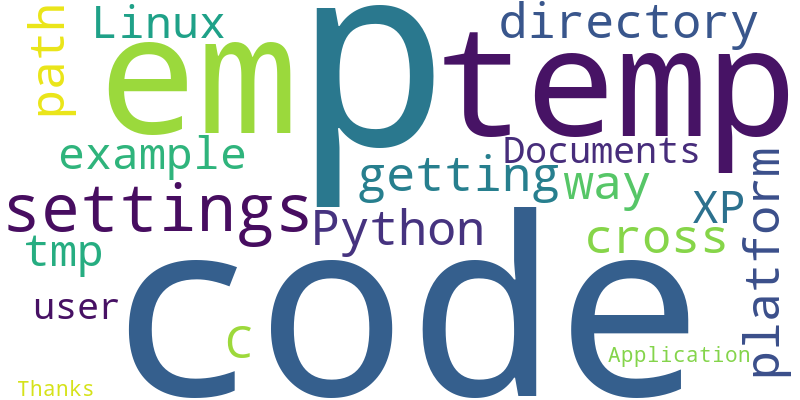 Linux
directory
path
em
p
temp
example
Documents
getting
way
settings
Python
XP
platform
tmp
cross
user
code
c
Application
Thanks